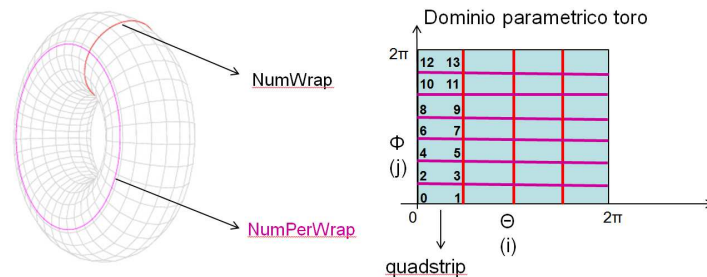 NumWrap
NumPerWrap
Dominio parametrico toro
2π
12 13
10 11
8 9
6 7
4 5
2 3
0 1
Φ
(j)
0
Θ
(i)
2π
quadstrip